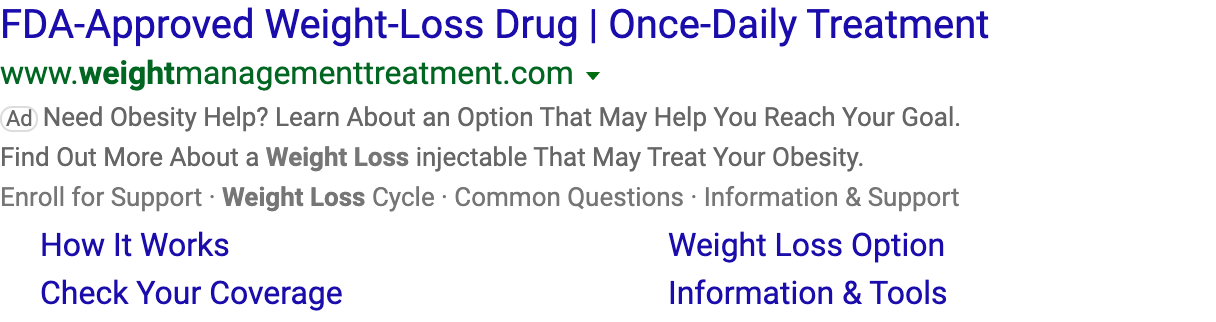 FDA-Approved Weight-Loss Drug | Once-Daily Treatment
www.weightmanagementtreatment.com
Ad Need Obesity Help? Learn About an Option That May Help You Reach Your Goal.
Find Out More About a Weight Loss injectable That May Treat Your Obesity.
Enroll for Support · Weight Loss Cycle · Common Questions · Information & Support
How It Works Weight Loss Option
Check Your Coverage Information & Tools